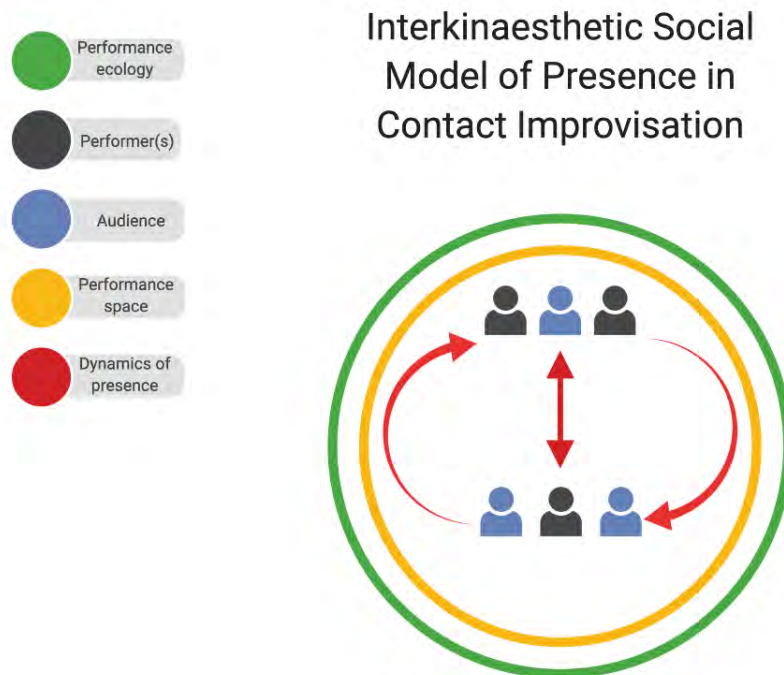 Interkinaesthetic Social
Model of Presence in
Contact Improvisation
Performance
ecology
Performer(s)
Audience
Performance
space
Dynamics of
presence